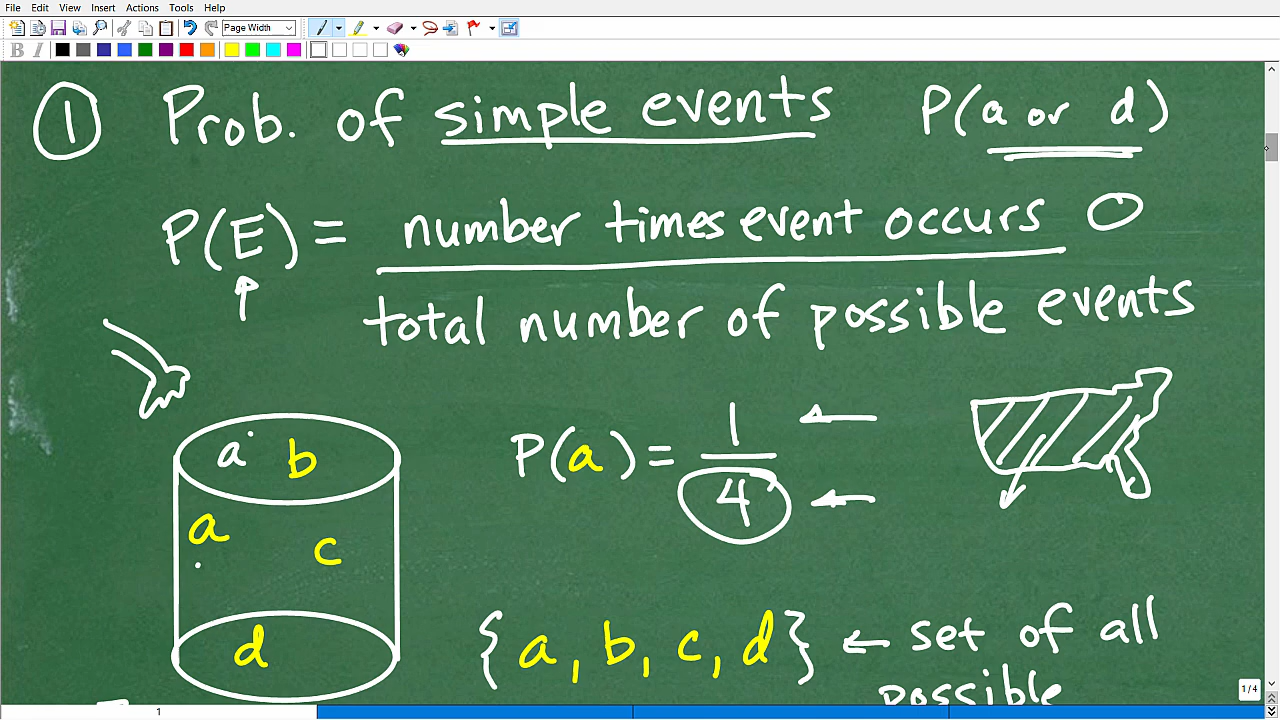 File Edit View Insert Actions Tools Help
Page Width
B I
1 Prob. of simple events P(a or d)
P(E) = number times event occurs 0
total number of possible events
a b
P(a) = 1
4
a
c
d
{a, b, c, d} ← set of all
possible
1/4
1